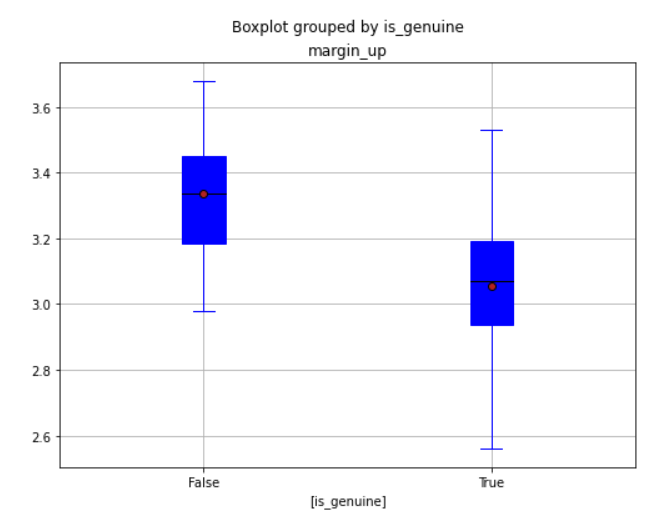 Boxplot grouped by is_genuine
margin_up
3.6
3.4
3.2
3.0
2.8
2.6
False
True
[is_genuine]